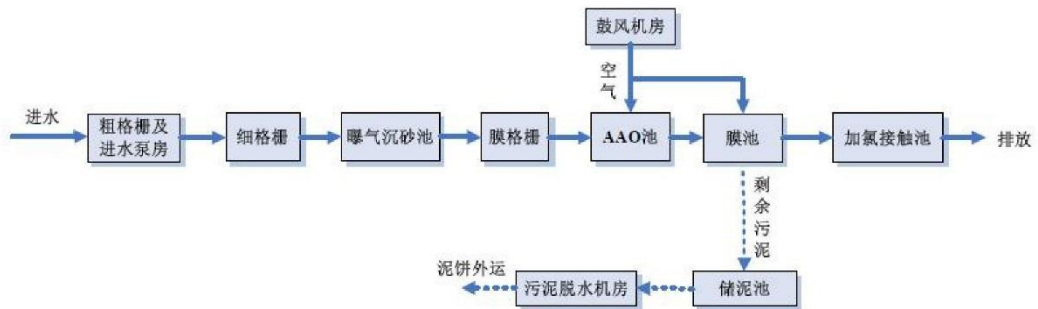 鼓风机房
空气
进水
粗格栅及
进水泵房
细格栅
曝气沉砂池
膜格栅
AAO池
膜池
加氯接触池
排放
剩余污泥
泥饼外运
污泥脱水机房
储泥池